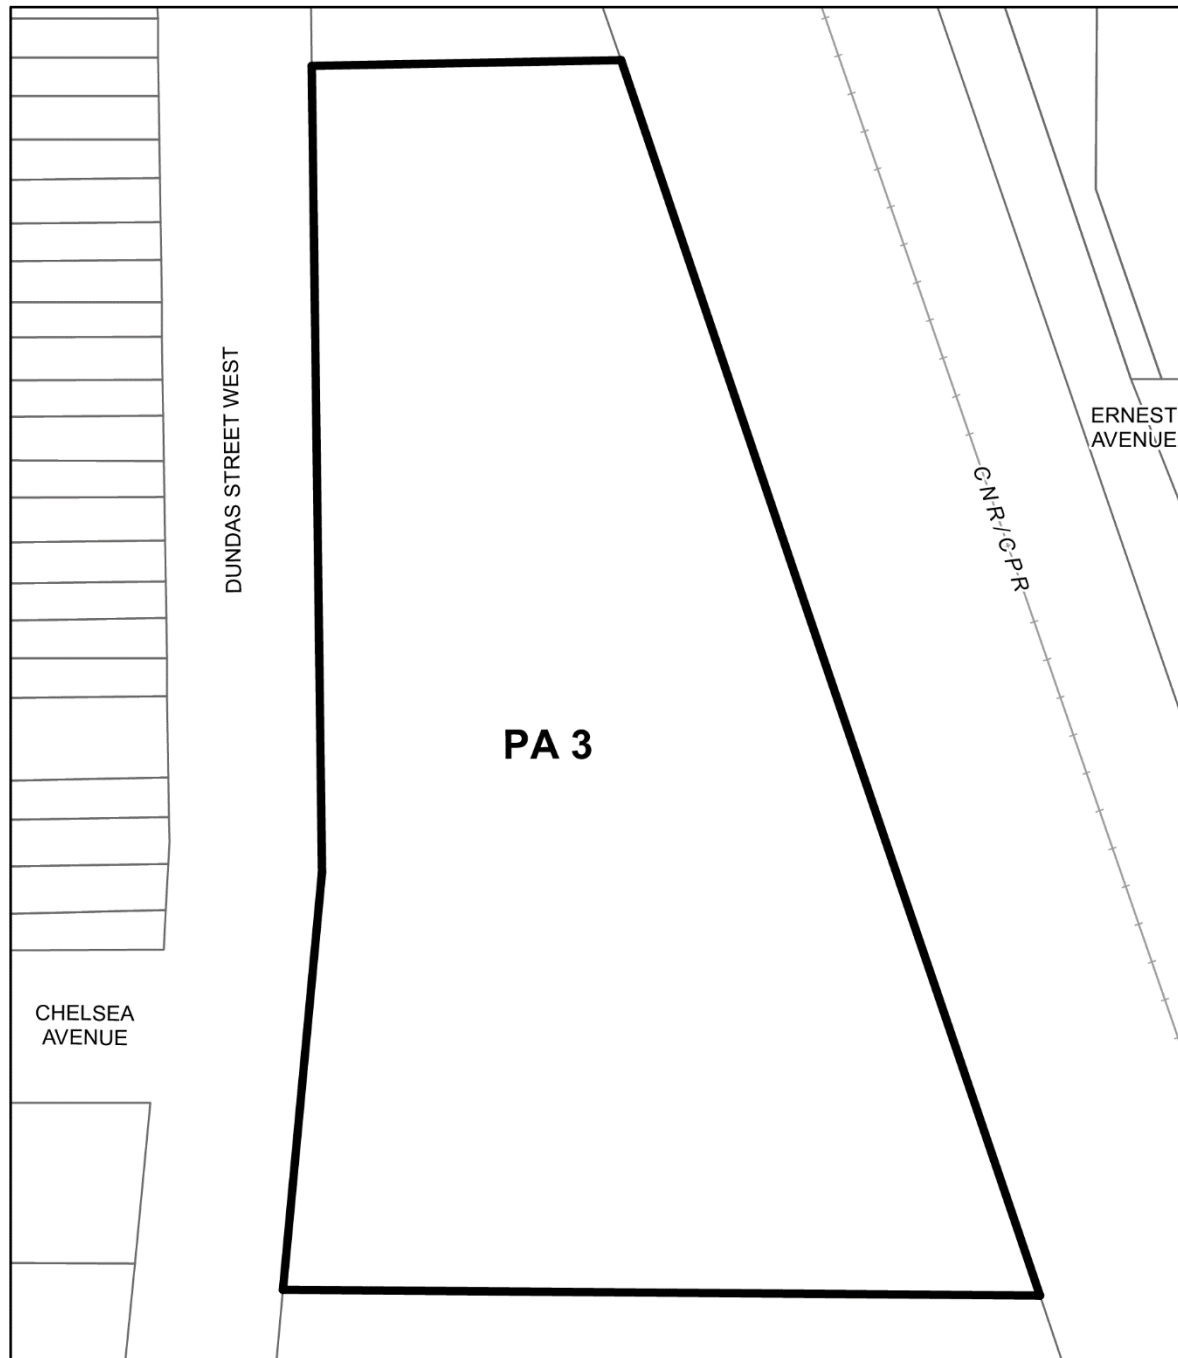 DUNDAS STREET WEST
ERNEST
AVENUE
C-N-R-/-C-P-R
PA 3
CHELSEA
AVENUE